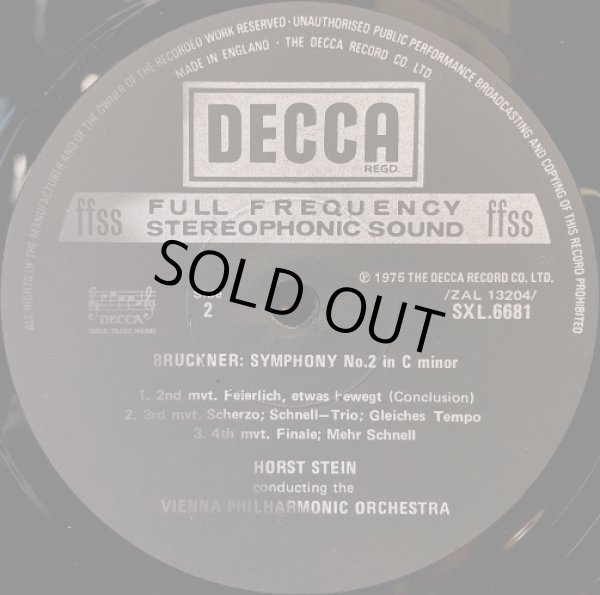 ALL RIGHTS OF THE MANUFACTURER AND OF THE OWNER OF THE RECORDED WORK RESERVED · UNAUTHORISED PUBLIC PERFORMANCE BROADCASTING AND COPYING OF THIS RECORD PROHIBITED
MADE IN ENGLAND · THE DECCA RECORD CO. LTD.
DECCA
REGD.
ffss FULL FREQUENCY ffss
STEREOPHONIC SOUND
℗ 1975 THE DECCA RECORD CO. LTD.
/ZAL 13204/
SXL.6681
DECCA
(REGD. TRADE MARK)
Side
2
SOLD OUT
BRUCKNER: SYMPHONY No.2 in C minor
1. 2nd mvt. Feierlich, etwas bewegt (Conclusion)
2. 3rd mvt. Scherzo; Schnell—Trio; Gleiches Tempo
3. 4th mvt. Finale; Mehr Schnell
HORST STEIN
conducting the
VIENNA PHILHARMONIC ORCHESTRA